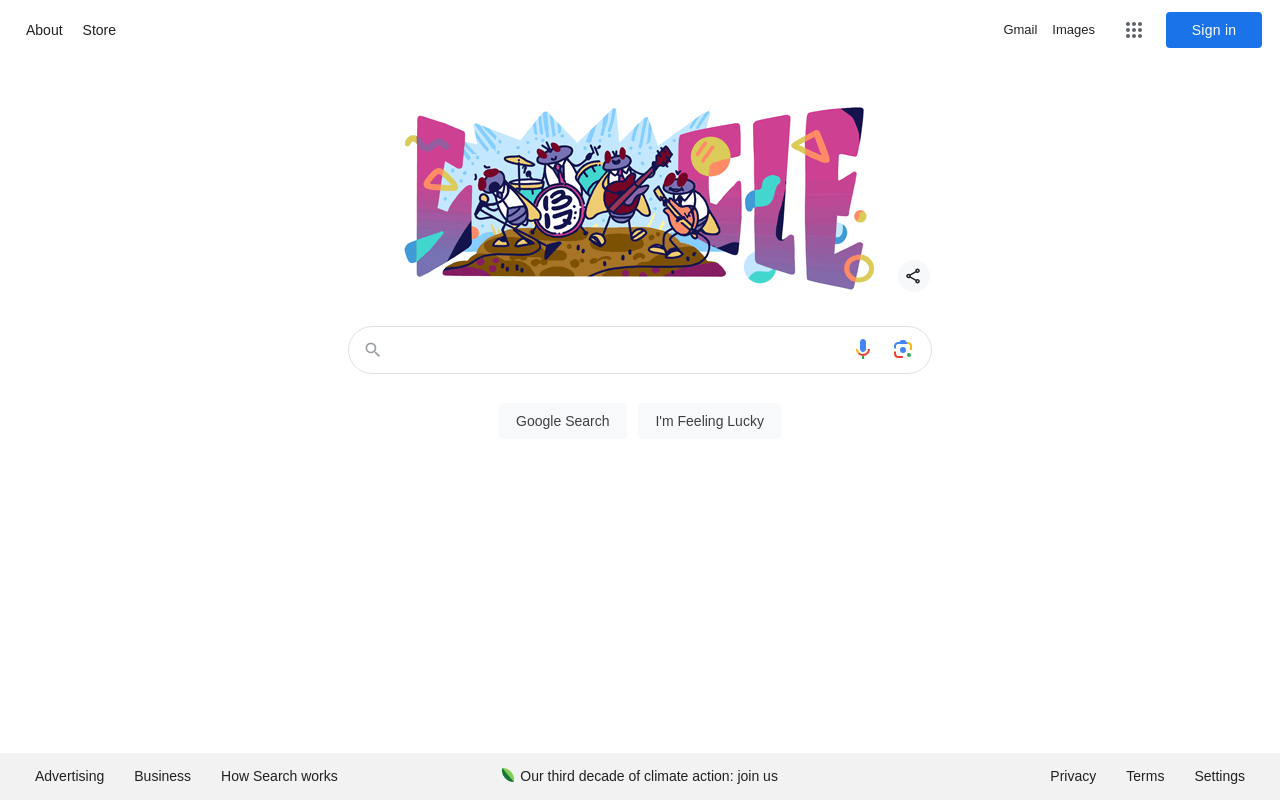 About Store
Gmail Images
Sign in
Google Search
I'm Feeling Lucky
Advertising Business How Search works
Our third decade of climate action: join us
Privacy Terms Settings